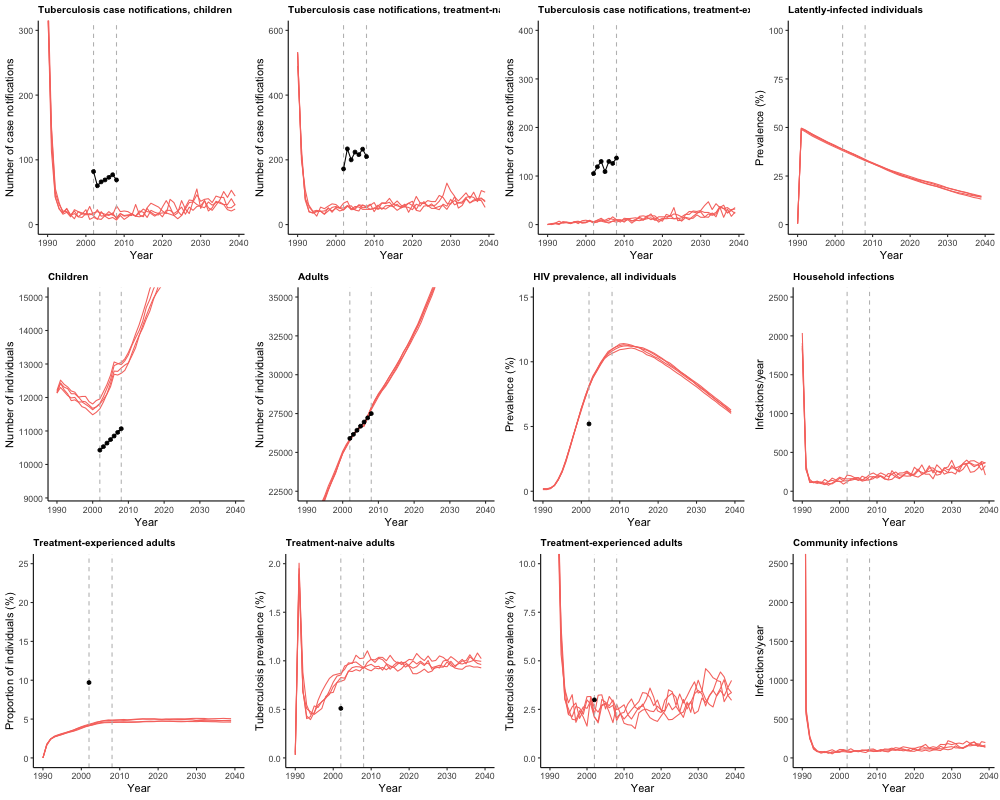 Tuberculosis case notifications, children
Number of case notifications
300
200
100
0
1990 2000 2010 2020 2030 2040
Year
Tuberculosis case notifications, treatment-na
Number of case notifications
600
400
200
0
1990 2000 2010 2020 2030 2040
Year
Tuberculosis case notifications, treatment-ex
Number of case notifications
400
300
200
100
0
1990 2000 2010 2020 2030 2040
Year
Latently-infected individuals
Prevalence (%)
100
75
50
25
0
1990 2000 2010 2020 2030 2040
Year
Children
Number of individuals
15000
14000
13000
12000
11000
10000
9000
1990 2000 2010 2020 2030 2040
Year
Adults
Number of individuals
35000
32500
30000
27500
25000
22500
1990 2000 2010 2020 2030 2040
Year
HIV prevalence, all individuals
Prevalence (%)
15
10
5
0
1990 2000 2010 2020 2030 2040
Year
Household infections
Infections/year
2500
2000
1500
1000
500
0
1990 2000 2010 2020 2030 2040
Year
Treatment-experienced adults
Proportion of individuals (%)
25
20
15
10
5
0
1990 2000 2010 2020 2030 2040
Year
Treatment-naive adults
Tuberculosis prevalence (%)
2.0
1.5
1.0
0.5
0.0
1990 2000 2010 2020 2030 2040
Year
Treatment-experienced adults
Tuberculosis prevalence (%)
10.0
7.5
5.0
2.5
0.0
1990 2000 2010 2020 2030 2040
Year
Community infections
Infections/year
2500
2000
1500
1000
500
0
1990 2000 2010 2020 2030 2040
Year